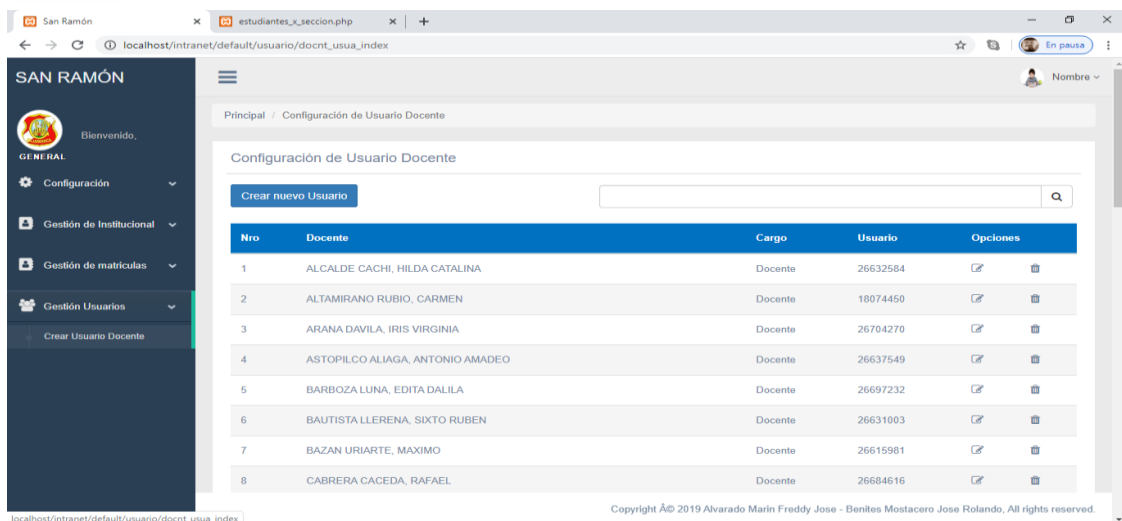 San Ramón
estudiantes_x_seccion.php
localhost/intranet/default/usuario/docnt_usua_index
En pausa
SAN RAMÓN
Nombre
Bienvenido,
GENERAL
Configuración
Gestión de Institucional
Gestión de matriculas
Gestión Usuarios
Crear Usuario Docente
Principal / Configuración de Usuario Docente
Configuración de Usuario Docente
Crear nuevo Usuario
Nro Docente Cargo Usuario Opciones
1 ALCALDE CACHI, HILDA CATALINA Docente 26632584
2 ALTAMIRANO RUBIO, CARMEN Docente 18074450
3 ARANA DAVILA, IRIS VIRGINIA Docente 26704270
4 ASTOPILCO ALIAGA, ANTONIO AMADEO Docente 26637549
5 BARBOZA LUNA, EDITA DALILA Docente 26697232
6 BAUTISTA LLERENA, SIXTO RUBEN Docente 26631003
7 BAZAN URIARTE, MAXIMO Docente 26615981
8 CABRERA CACEDA, RAFAEL Docente 26684616
Copyright Â© 2019 Alvarado Marin Freddy Jose - Benites Mostacero Jose Rolando, All rights reserved.
localhost/intranet/default/usuario/docnt_usua_index